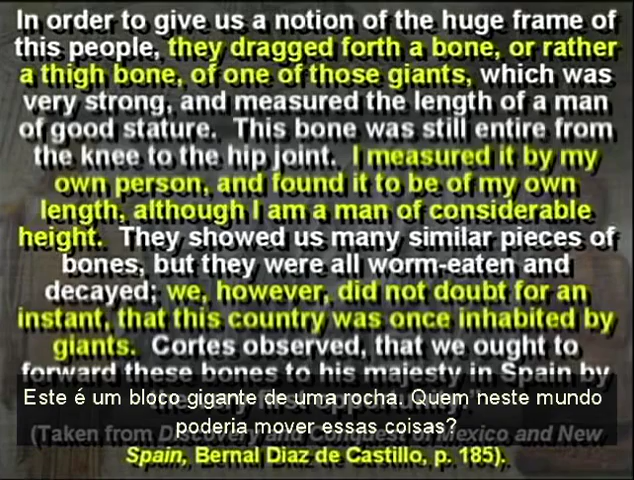 In order to give us a notion of the huge frame of
this people, they dragged forth a bone, or rather
a thigh bone, of one of those giants, which was
very strong, and measured the length of a man
of good stature. This bone was still entire from
the knee to the hip joint. I measured it by my
own person, and found it to be of my own
length, although I am a man of considerable
height. They showed us many similar pieces of
bones, but they were all worm-eaten and
decayed; we, however, did not doubt for an
instant, that this country was once inhabited by
giants. Cortes observed, that we ought to
forward these bones to his majesty in Spain by
Este é um bloco gigante de uma rocha. Quem neste mundo
poderia mover essas coisas?
(Taken from Discovery and Conquest of Mexico and New
Spain, Bernal Diaz de Castillo, p. 185).